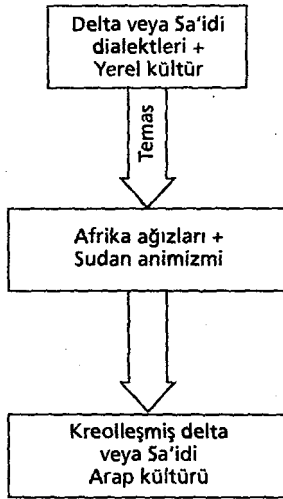 Delta veya Sa'idi
dialektleri +
Yerel kültür
Temas
Afrika ağızları +
Sudan animizmi
Kreolleşmiş delta
veya Sa'idi
Arap kültürü